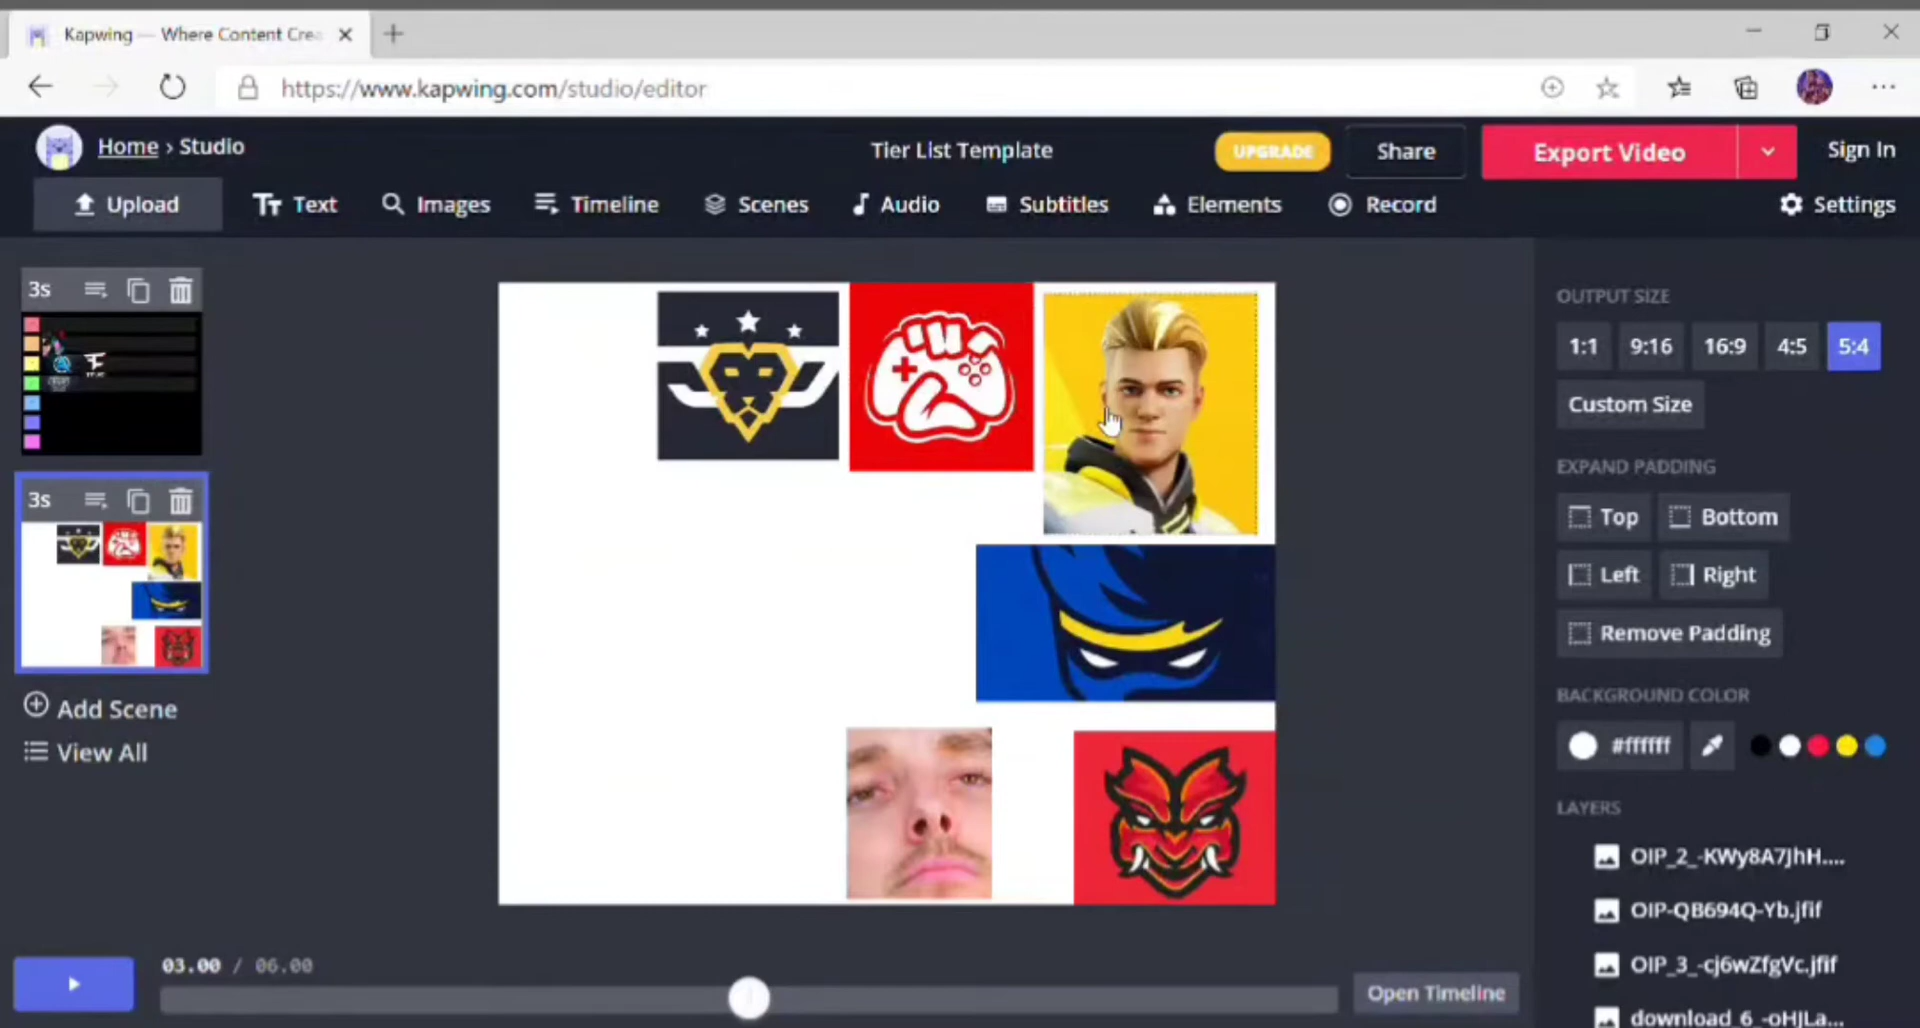 Kapwing — Where Content Crea
https://www.kapwing.com/studio/editor
Home › Studio
Tier List Template
UPGRADE
Share
Export Video
Sign In
Upload
Text
Images
Timeline
Scenes
Audio
Subtitles
Elements
Record
Settings
3s
3s
Add Scene
View All
OUTPUT SIZE
1:1
9:16
16:9
4:5
5:4
Custom Size
EXPAND PADDING
Top
Bottom
Left
Right
Remove Padding
BACKGROUND COLOR
#ffffff
LAYERS
OIP_2_-KWy8A7JhH....
OIP-QB694Q-Yb.jfif
OIP_3_-cj6wZfgVc.jfif
download_6_-oHJLa...
03.00 / 06.00
Open Timeline